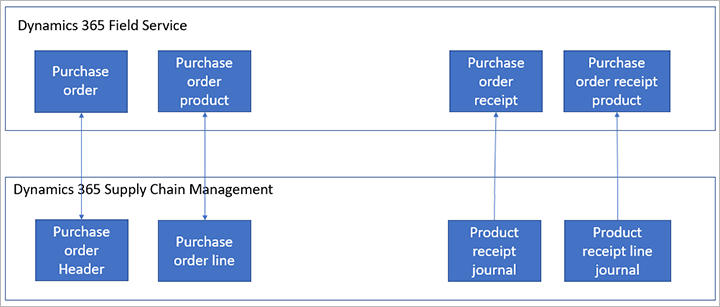 Dynamics 365 Field Service
Purchase
order
Purchase
order
product
Purchase
order
receipt
Purchase
order receipt
product
Dynamics 365 Supply Chain Management
Purchase
order
Header
Purchase
order line
Product
receipt
journal
Product
receipt line
journal